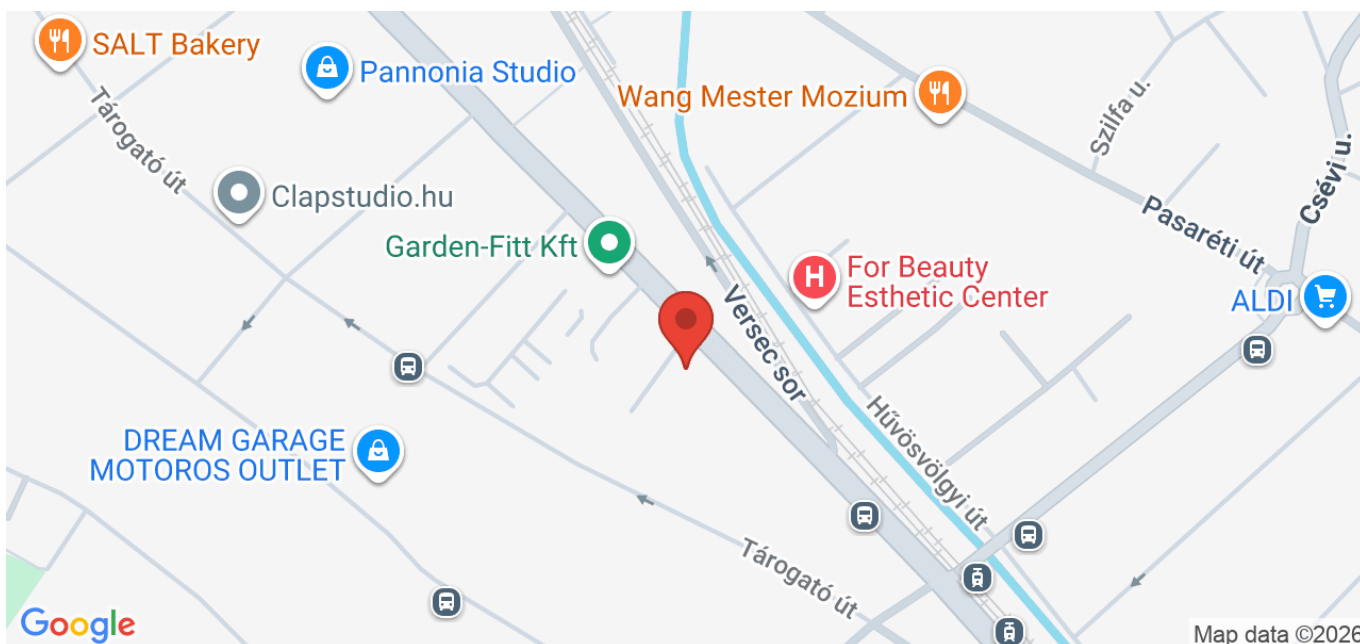 SALT Bakery
Pannonia Studio
Wang Mester Mozium
Szilfa u.
Csévi u.
Tárogató út
Clapstudio.hu
Pasaréti út
Garden-Fitt Kft
For Beauty
Esthetic Center
ALDI
Versec sor
Hűvösvölgyi út
DREAM GARAGE
MOTOROS OUTLET
Tárogató út
Google
Map data ©2026